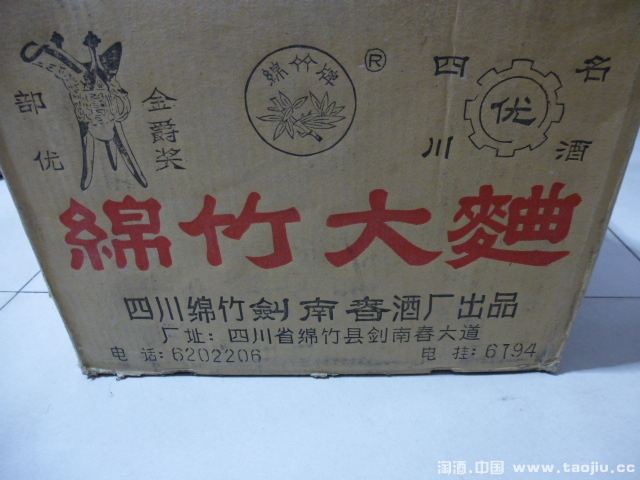 部优
金爵奖
绵竹牌
®
四川
优
名酒
綿竹大麯
四川绵竹剑南春酒厂出品
厂址：四川省绵竹县剑南春大道
电话：6202206 电挂：6794
淘酒.中国 www.taojiu.cc